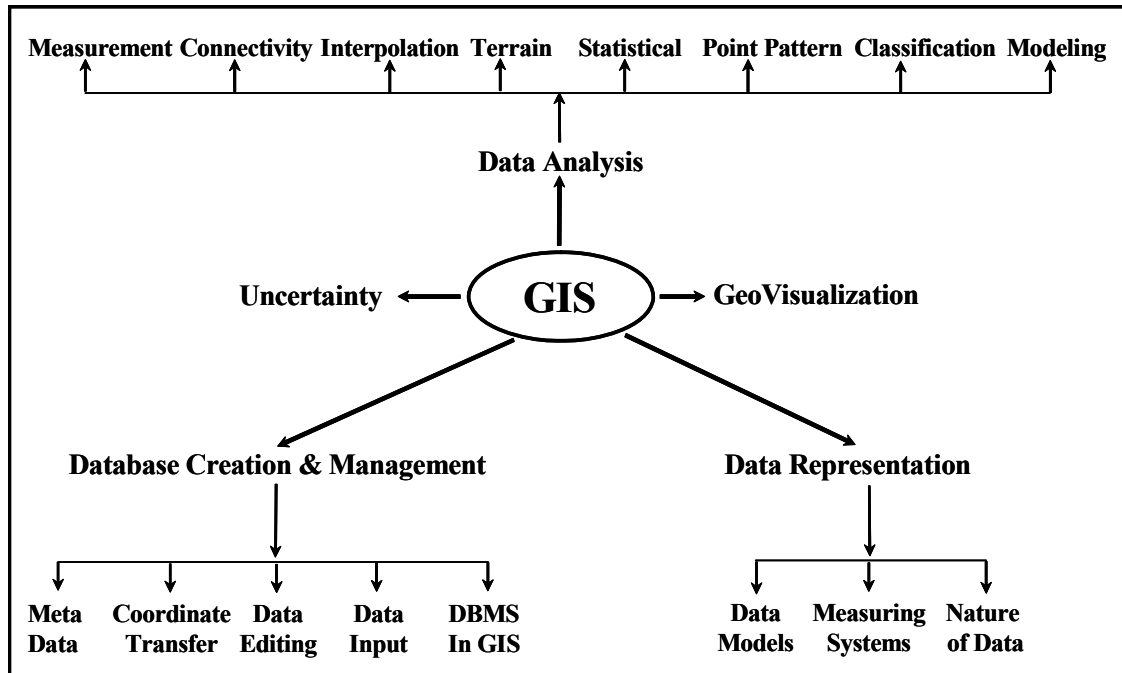 Measurement Connectivity Interpolation Terrain Statistical Point Pattern Classification Modeling
Data Analysis
Uncertainty GIS GeoVisualization
Database Creation & Management Data Representation
Meta Coordinate Data Data DBMS Data Measuring Nature
Data Transfer Editing Input In GIS Models Systems of Data